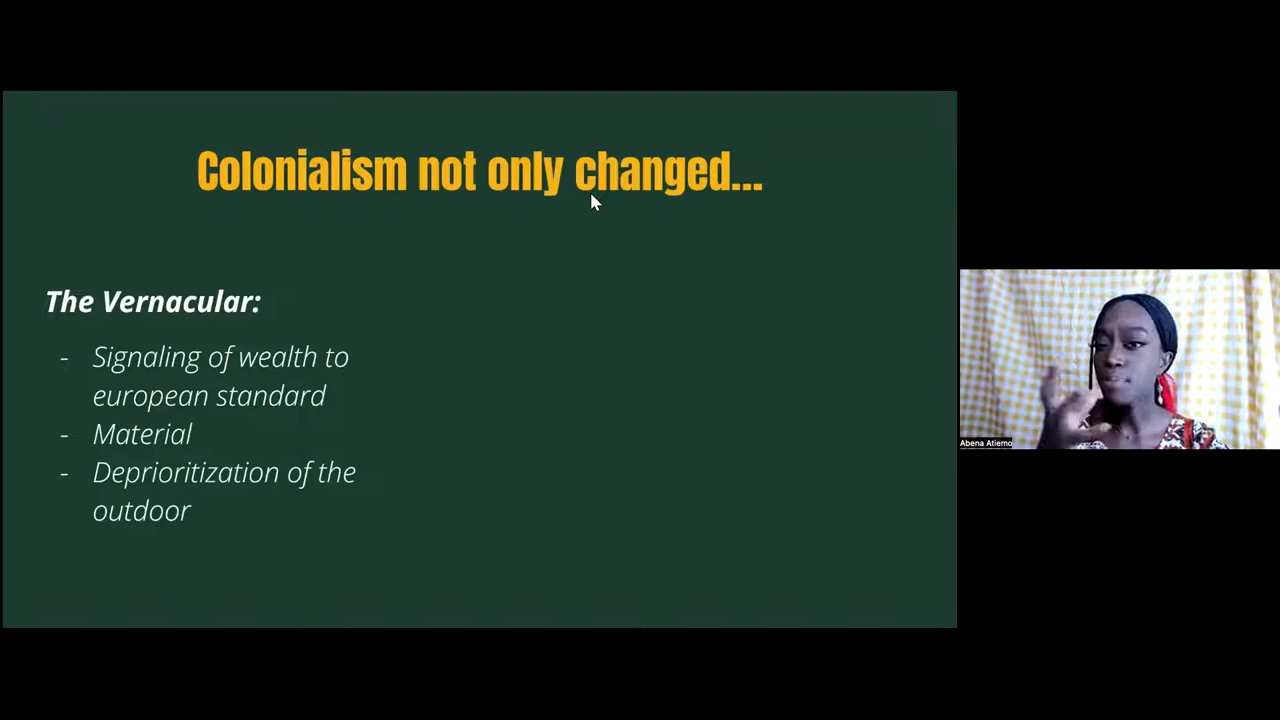 Colonialism not only changed...
The Vernacular:
- Signaling of wealth to
european standard
- Material
- Deprioritization of the
outdoor
Abena Atiemo